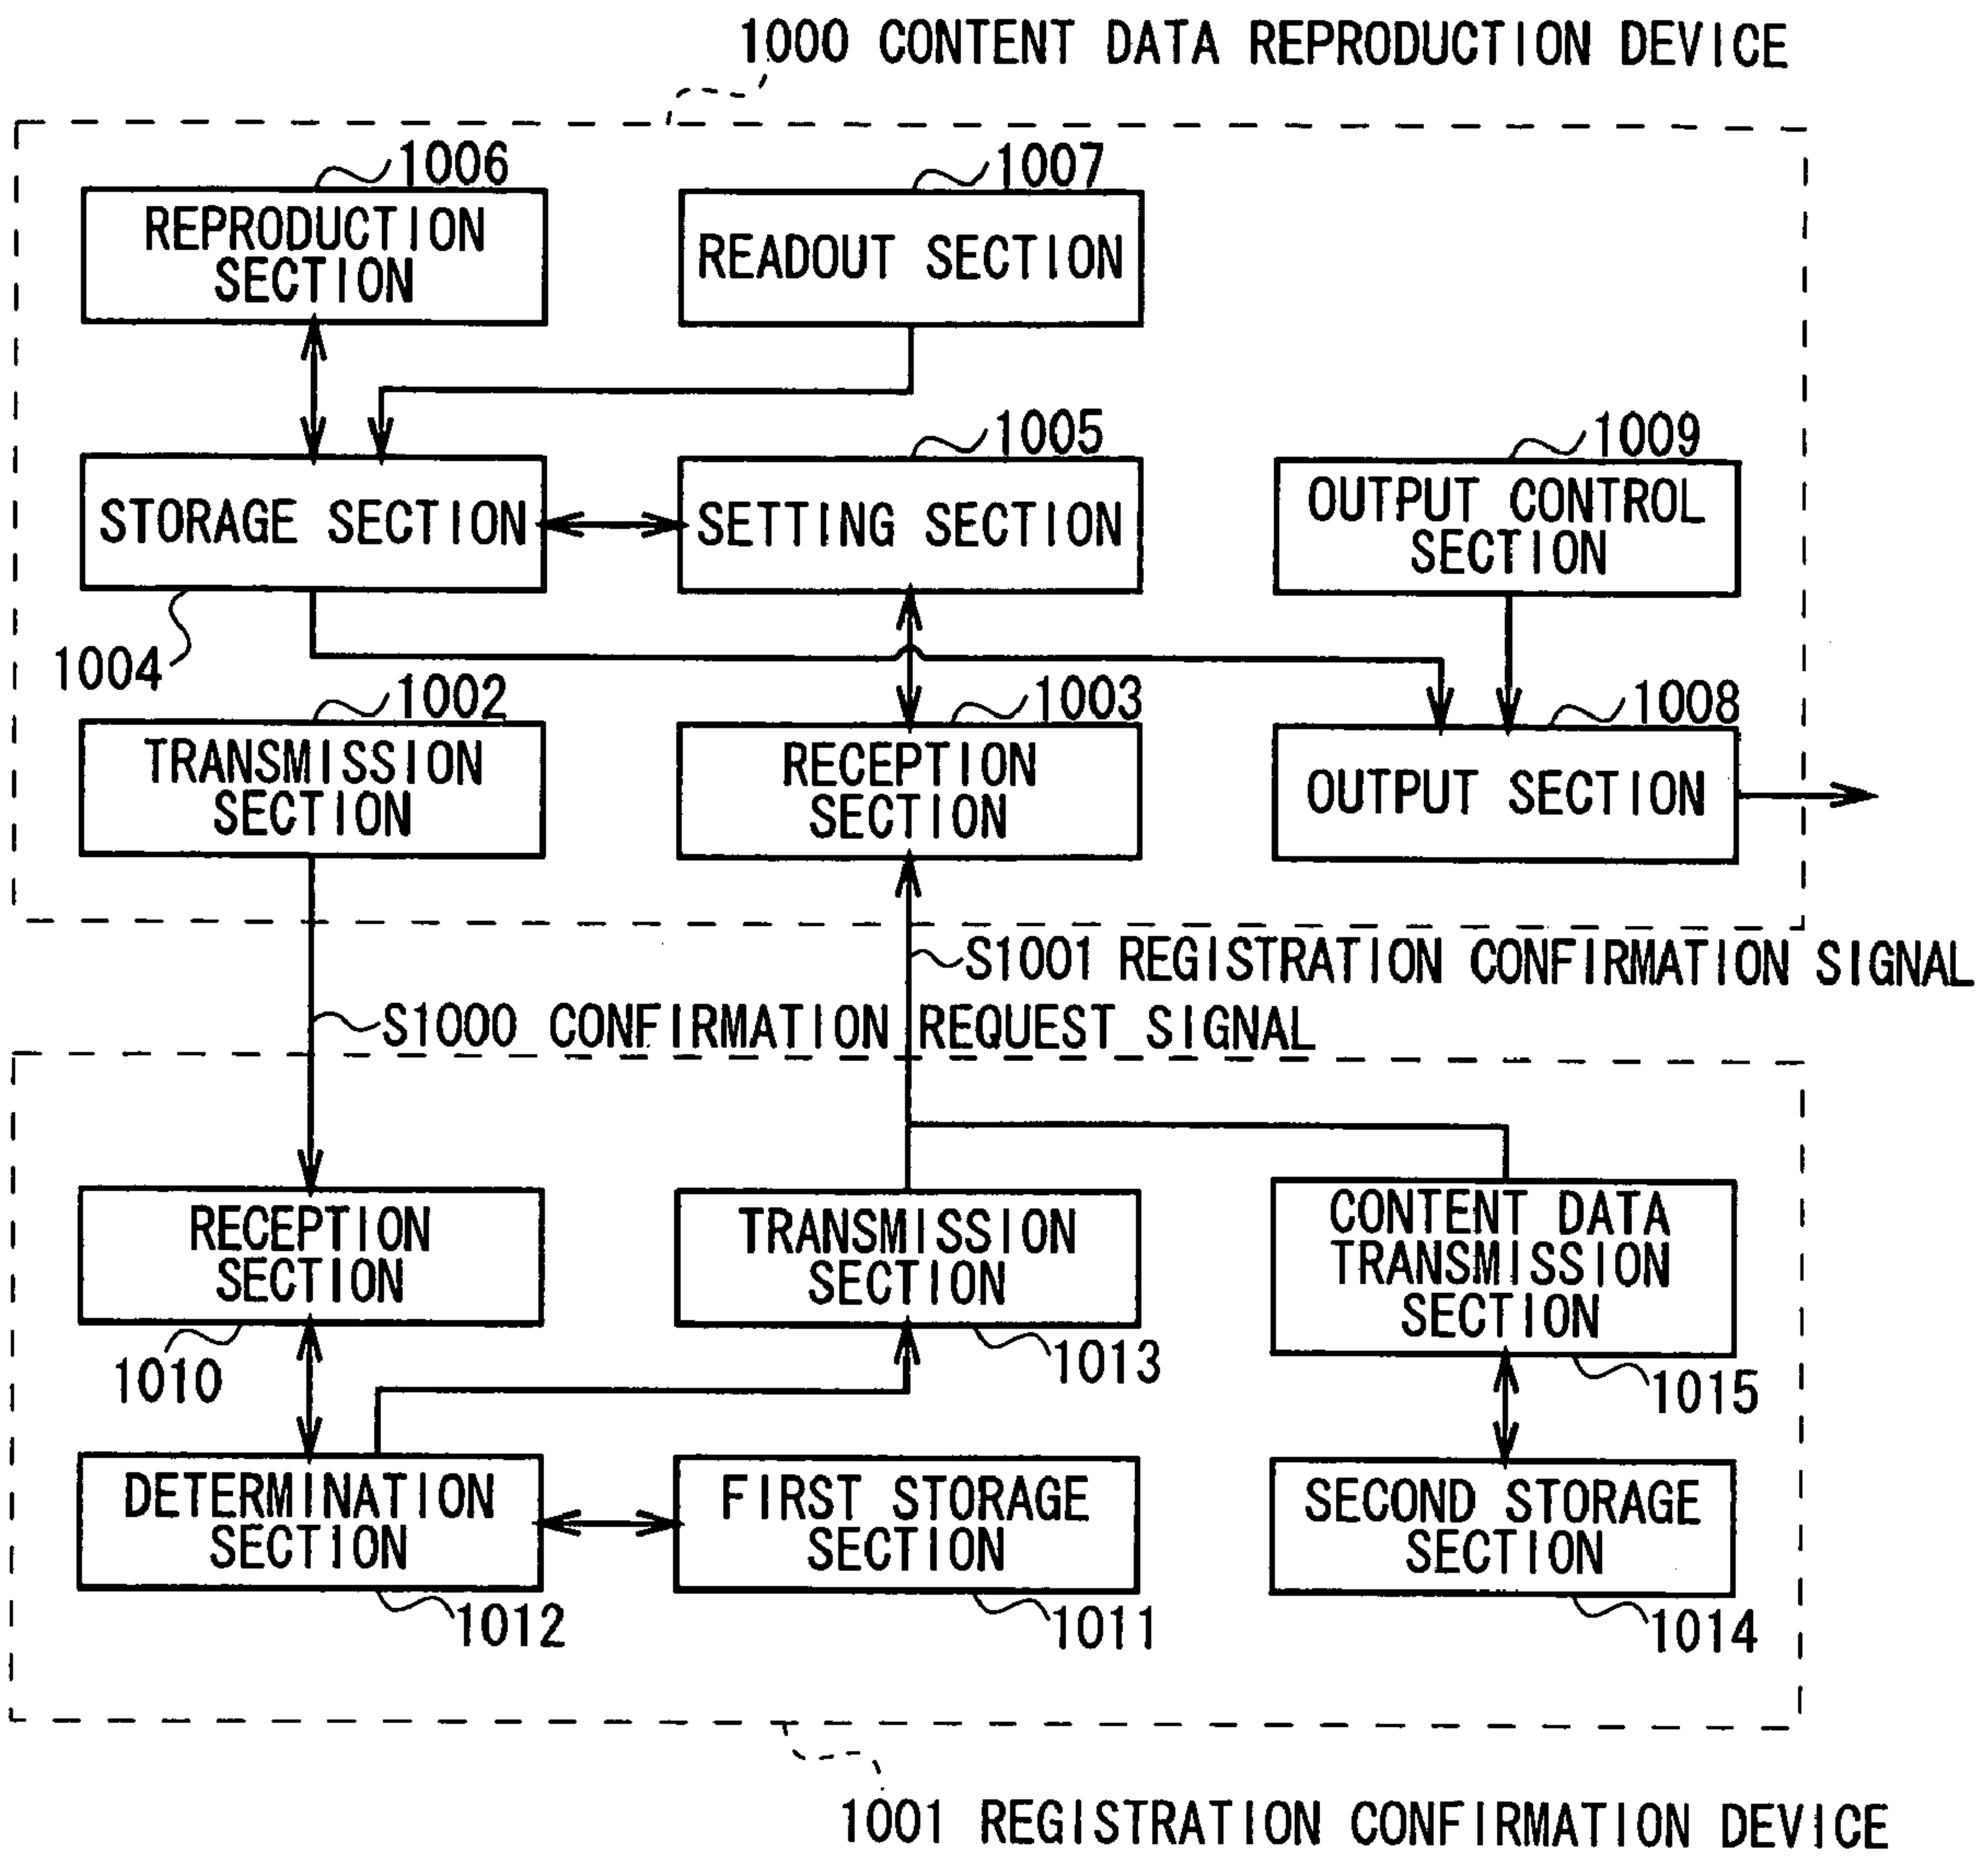 1000 CONTENT DATA REPRODUCTION DEVICE
1006
REPRODUCTION
SECTION
1007
READOUT SECTION
STORAGE SECTION
1004
1005
SETTING SECTION
1009
OUTPUT CONTROL
SECTION
1002
TRANSMISSION
SECTION
1003
RECEPTION
SECTION
1008
OUTPUT SECTION
S1001 REGISTRATION CONFIRMATION SIGNAL
S1000 CONFIRMATION REQUEST SIGNAL
RECEPTION
SECTION
1010
TRANSMISSION
SECTION
1013
CONTENT DATA
TRANSMISSION
SECTION
1015
DETERMINATION
SECTION
1012
FIRST STORAGE
SECTION
1011
SECOND STORAGE
SECTION
1014
1001 REGISTRATION CONFIRMATION DEVICE